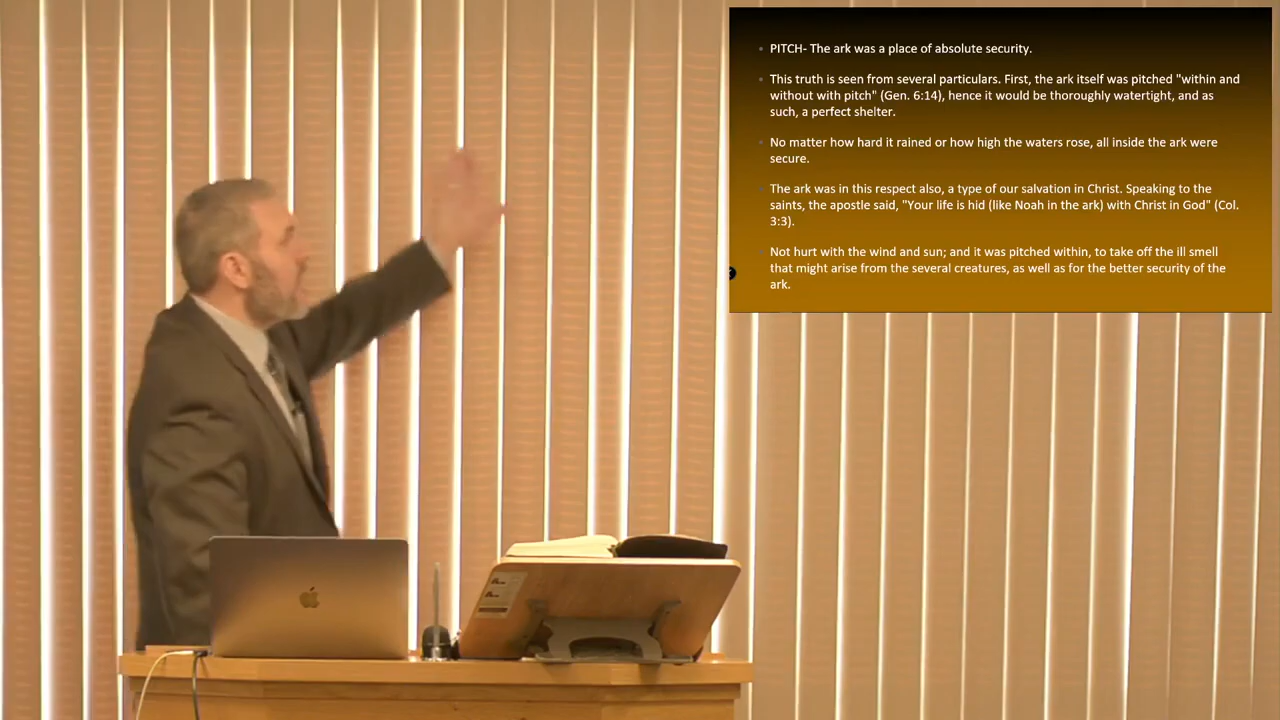 PITCH- The ark was a place of absolute security.
This truth is seen from several particulars. First, the ark itself was pitched "within and
without with pitch" (Gen. 6:14), hence it would be thoroughly watertight, and as
such, a perfect shelter.
No matter how hard it rained or how high the waters rose, all inside the ark were
secure.
The ark was in this respect also, a type of our salvation in Christ. Speaking to the
saints, the apostle said, "Your life is hid (like Noah in the ark) with Christ in God" (Col.
3:3).
Not hurt with the wind and sun; and it was pitched within, to take off the ill smell
that might arise from the several creatures, as well as for the better security of the
ark.